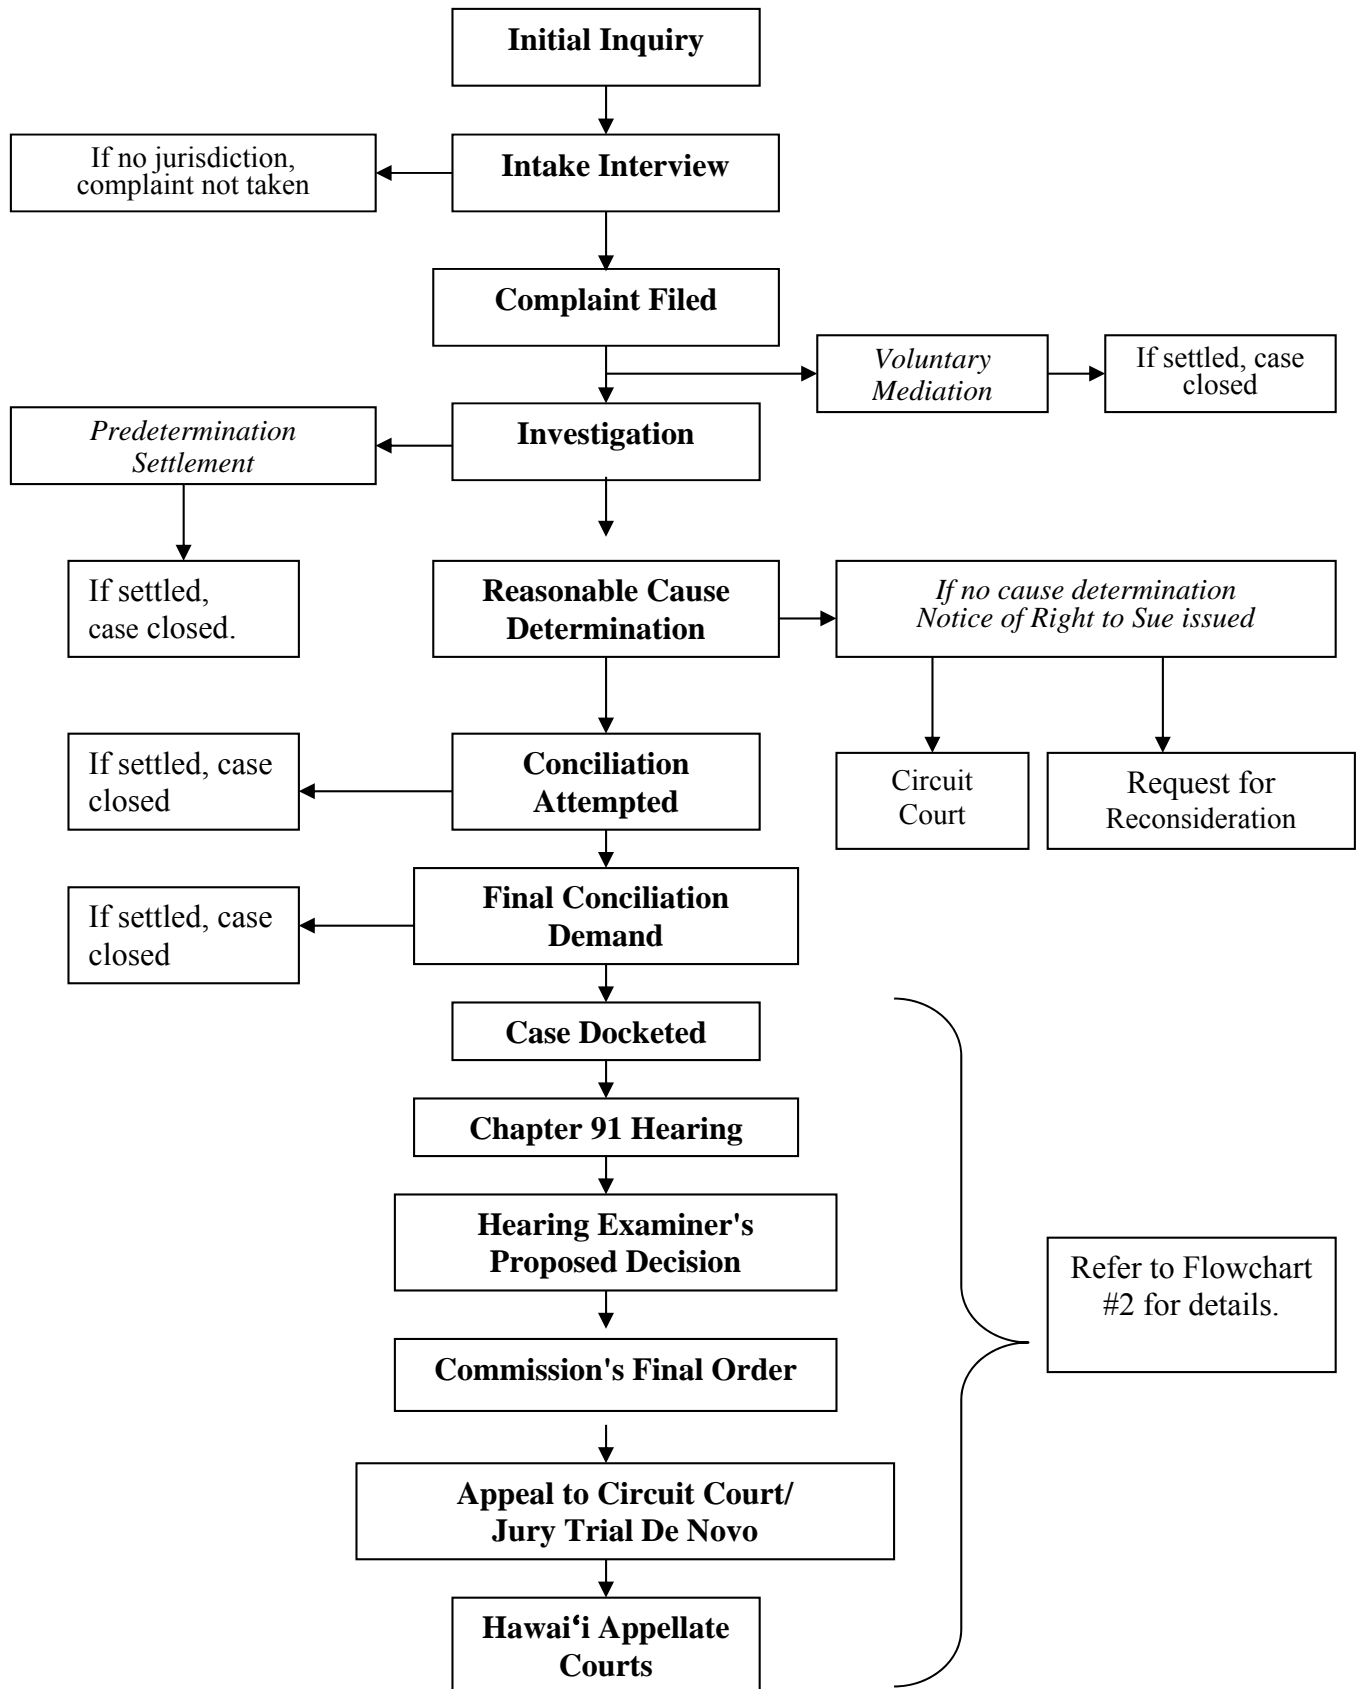 Initial Inquiry
If no jurisdiction,
complaint not taken
Intake Interview
Complaint Filed
Voluntary
Mediation
If settled, case
closed
Predetermination
Settlement
Investigation
If settled,
case closed.
Reasonable Cause
Determination
If no cause determination
Notice of Right to Sue issued
If settled, case
closed
Conciliation
Attempted
Circuit
Court
Request for
Reconsideration
If settled, case
closed
Final Conciliation
Demand
Case Docketed
Chapter 91 Hearing
Hearing Examiner's
Proposed Decision
Refer to Flowchart
#2 for details.
Commission's Final Order
Appeal to Circuit Court/
Jury Trial De Novo
Hawaiʻi Appellate
Courts